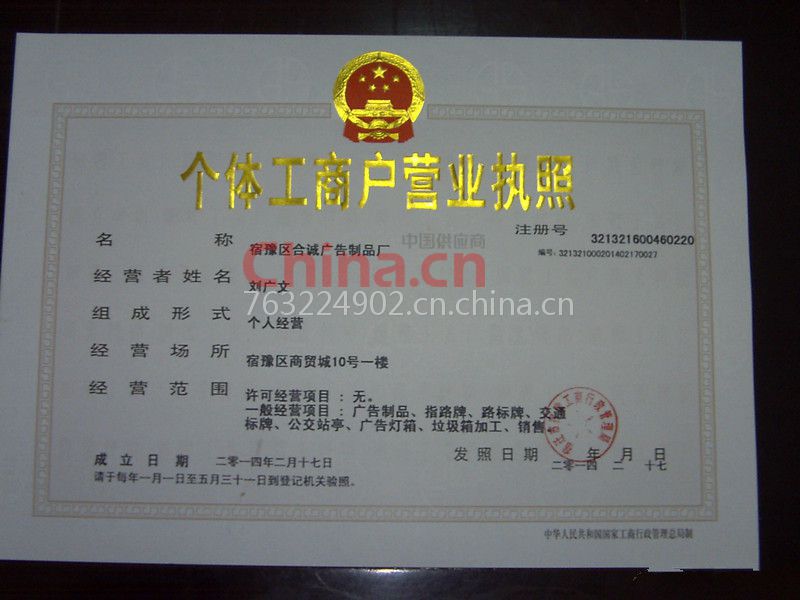 个体工商户营业执照
注册号 321321600460220
编号：321321000201402170027
名称 宿豫区合诚广告制品厂
中国供应商
China.cn
经营者姓名 刘广文
763224902.cn.china.cn
组成形式 个人经营
经营场所 宿豫区商贸城10号一楼
经营范围 许可经营项目：无。
一般经营项目：广告制品、指路牌、路标牌、交通
标牌、公交站亭、广告灯箱、垃圾箱加工、销售
成立日期 二零一四年二月十七日
发照日期 年 月 日
二零一四 二 十七
请于每年一月一日至五月三十一日到登记机关验照。
中华人民共和国国家工商行政管理总局制